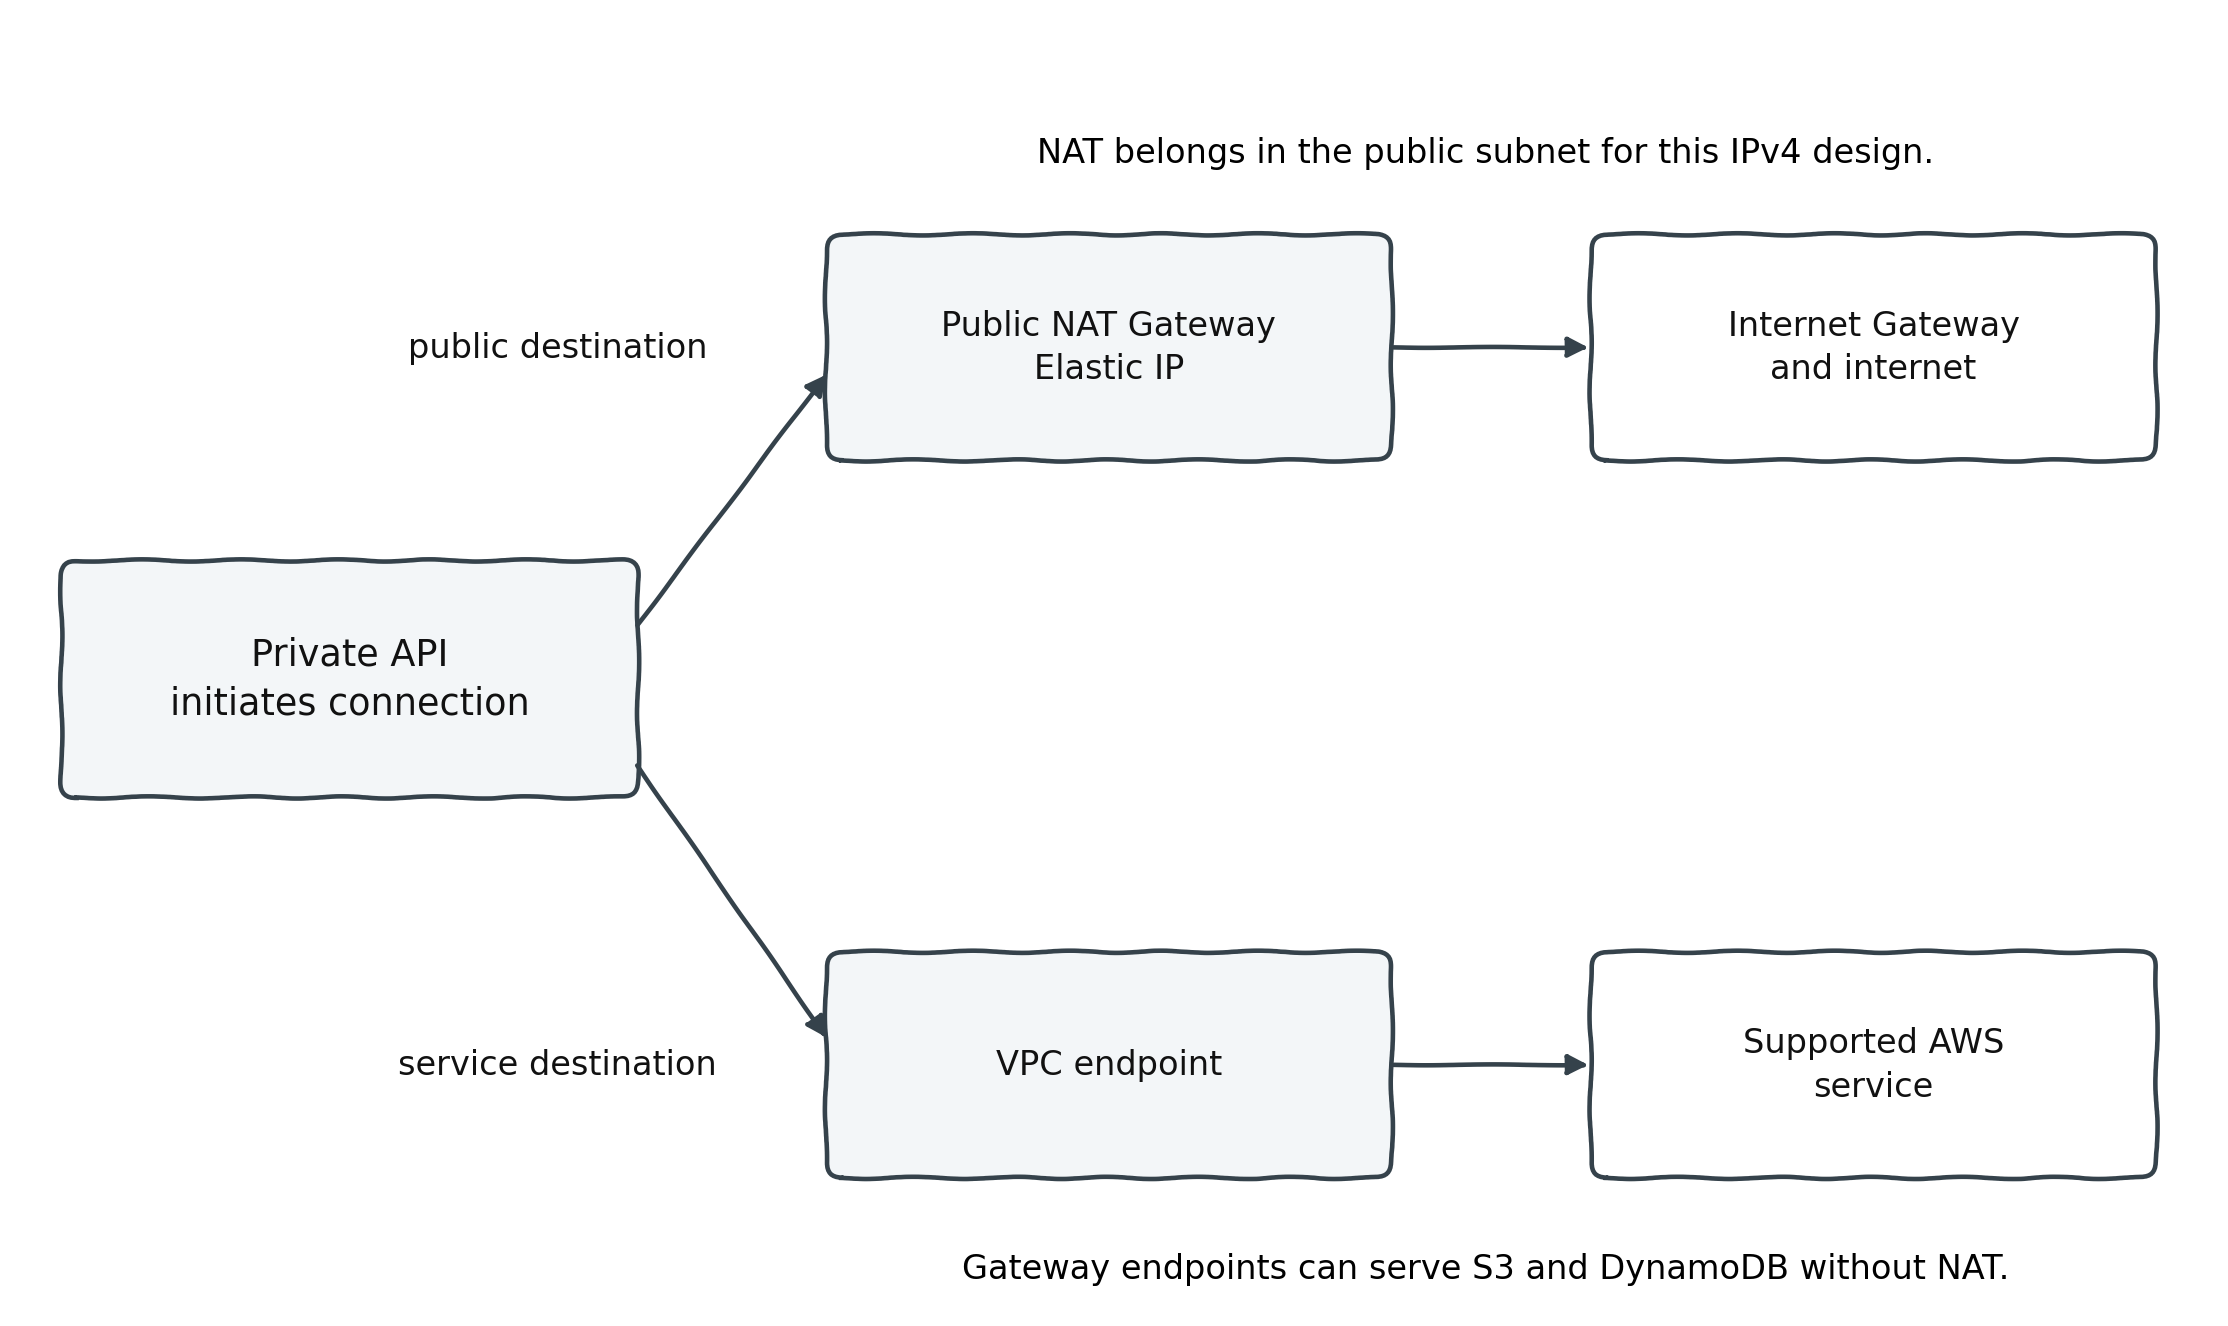 NAT belongs in the public subnet for this IPv4 design.
public destination
Public NAT Gateway
Elastic IP
Internet Gateway
and internet
Private API
initiates connection
service destination
VPC endpoint
Supported AWS
service
Gateway endpoints can serve S3 and DynamoDB without NAT.